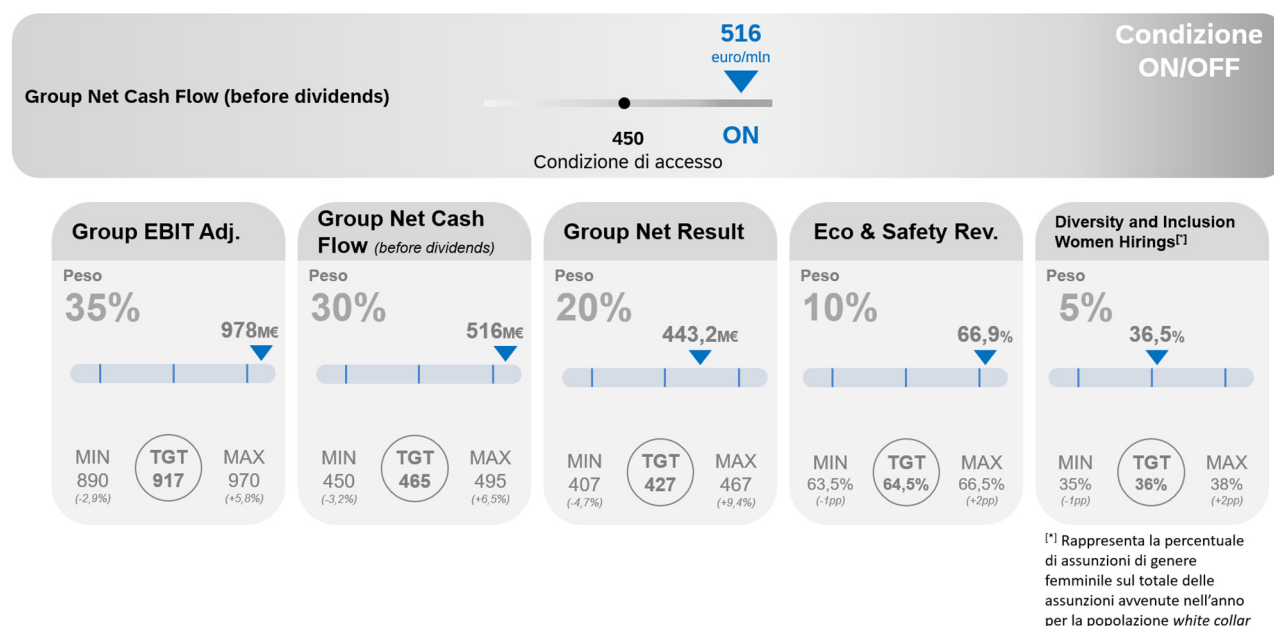 516
euro/mln
Condizione
ON/OFF
Group Net Cash Flow (before dividends)
450
ON
Condizione di accesso
Group EBIT Adj.
Peso
35%
978M€
MIN
890
(-2,9%)
TGT
917
MAX
970
(+5,8%)
Group Net Cash
Flow (before dividends)
Peso
30%
516M€
MIN
450
(-3,2%)
TGT
465
MAX
495
(+6,5%)
Group Net Result
Peso
20%
443,2M€
MIN
407
(-4,7%)
TGT
427
MAX
467
(+9,4%)
Eco & Safety Rev.
Peso
10%
66,9%
MIN
63,5%
(-1pp)
TGT
64,5%
MAX
66,5%
(+2pp)
Diversity and Inclusion
Women Hirings[*]
Peso
5%
36,5%
MIN
35%
(-1pp)
TGT
36%
MAX
38%
(+2pp)
[*] Rappresenta la percentuale
di assunzioni di genere
femminile sul totale delle
assunzioni avvenute nell'anno
per la popolazione white collar